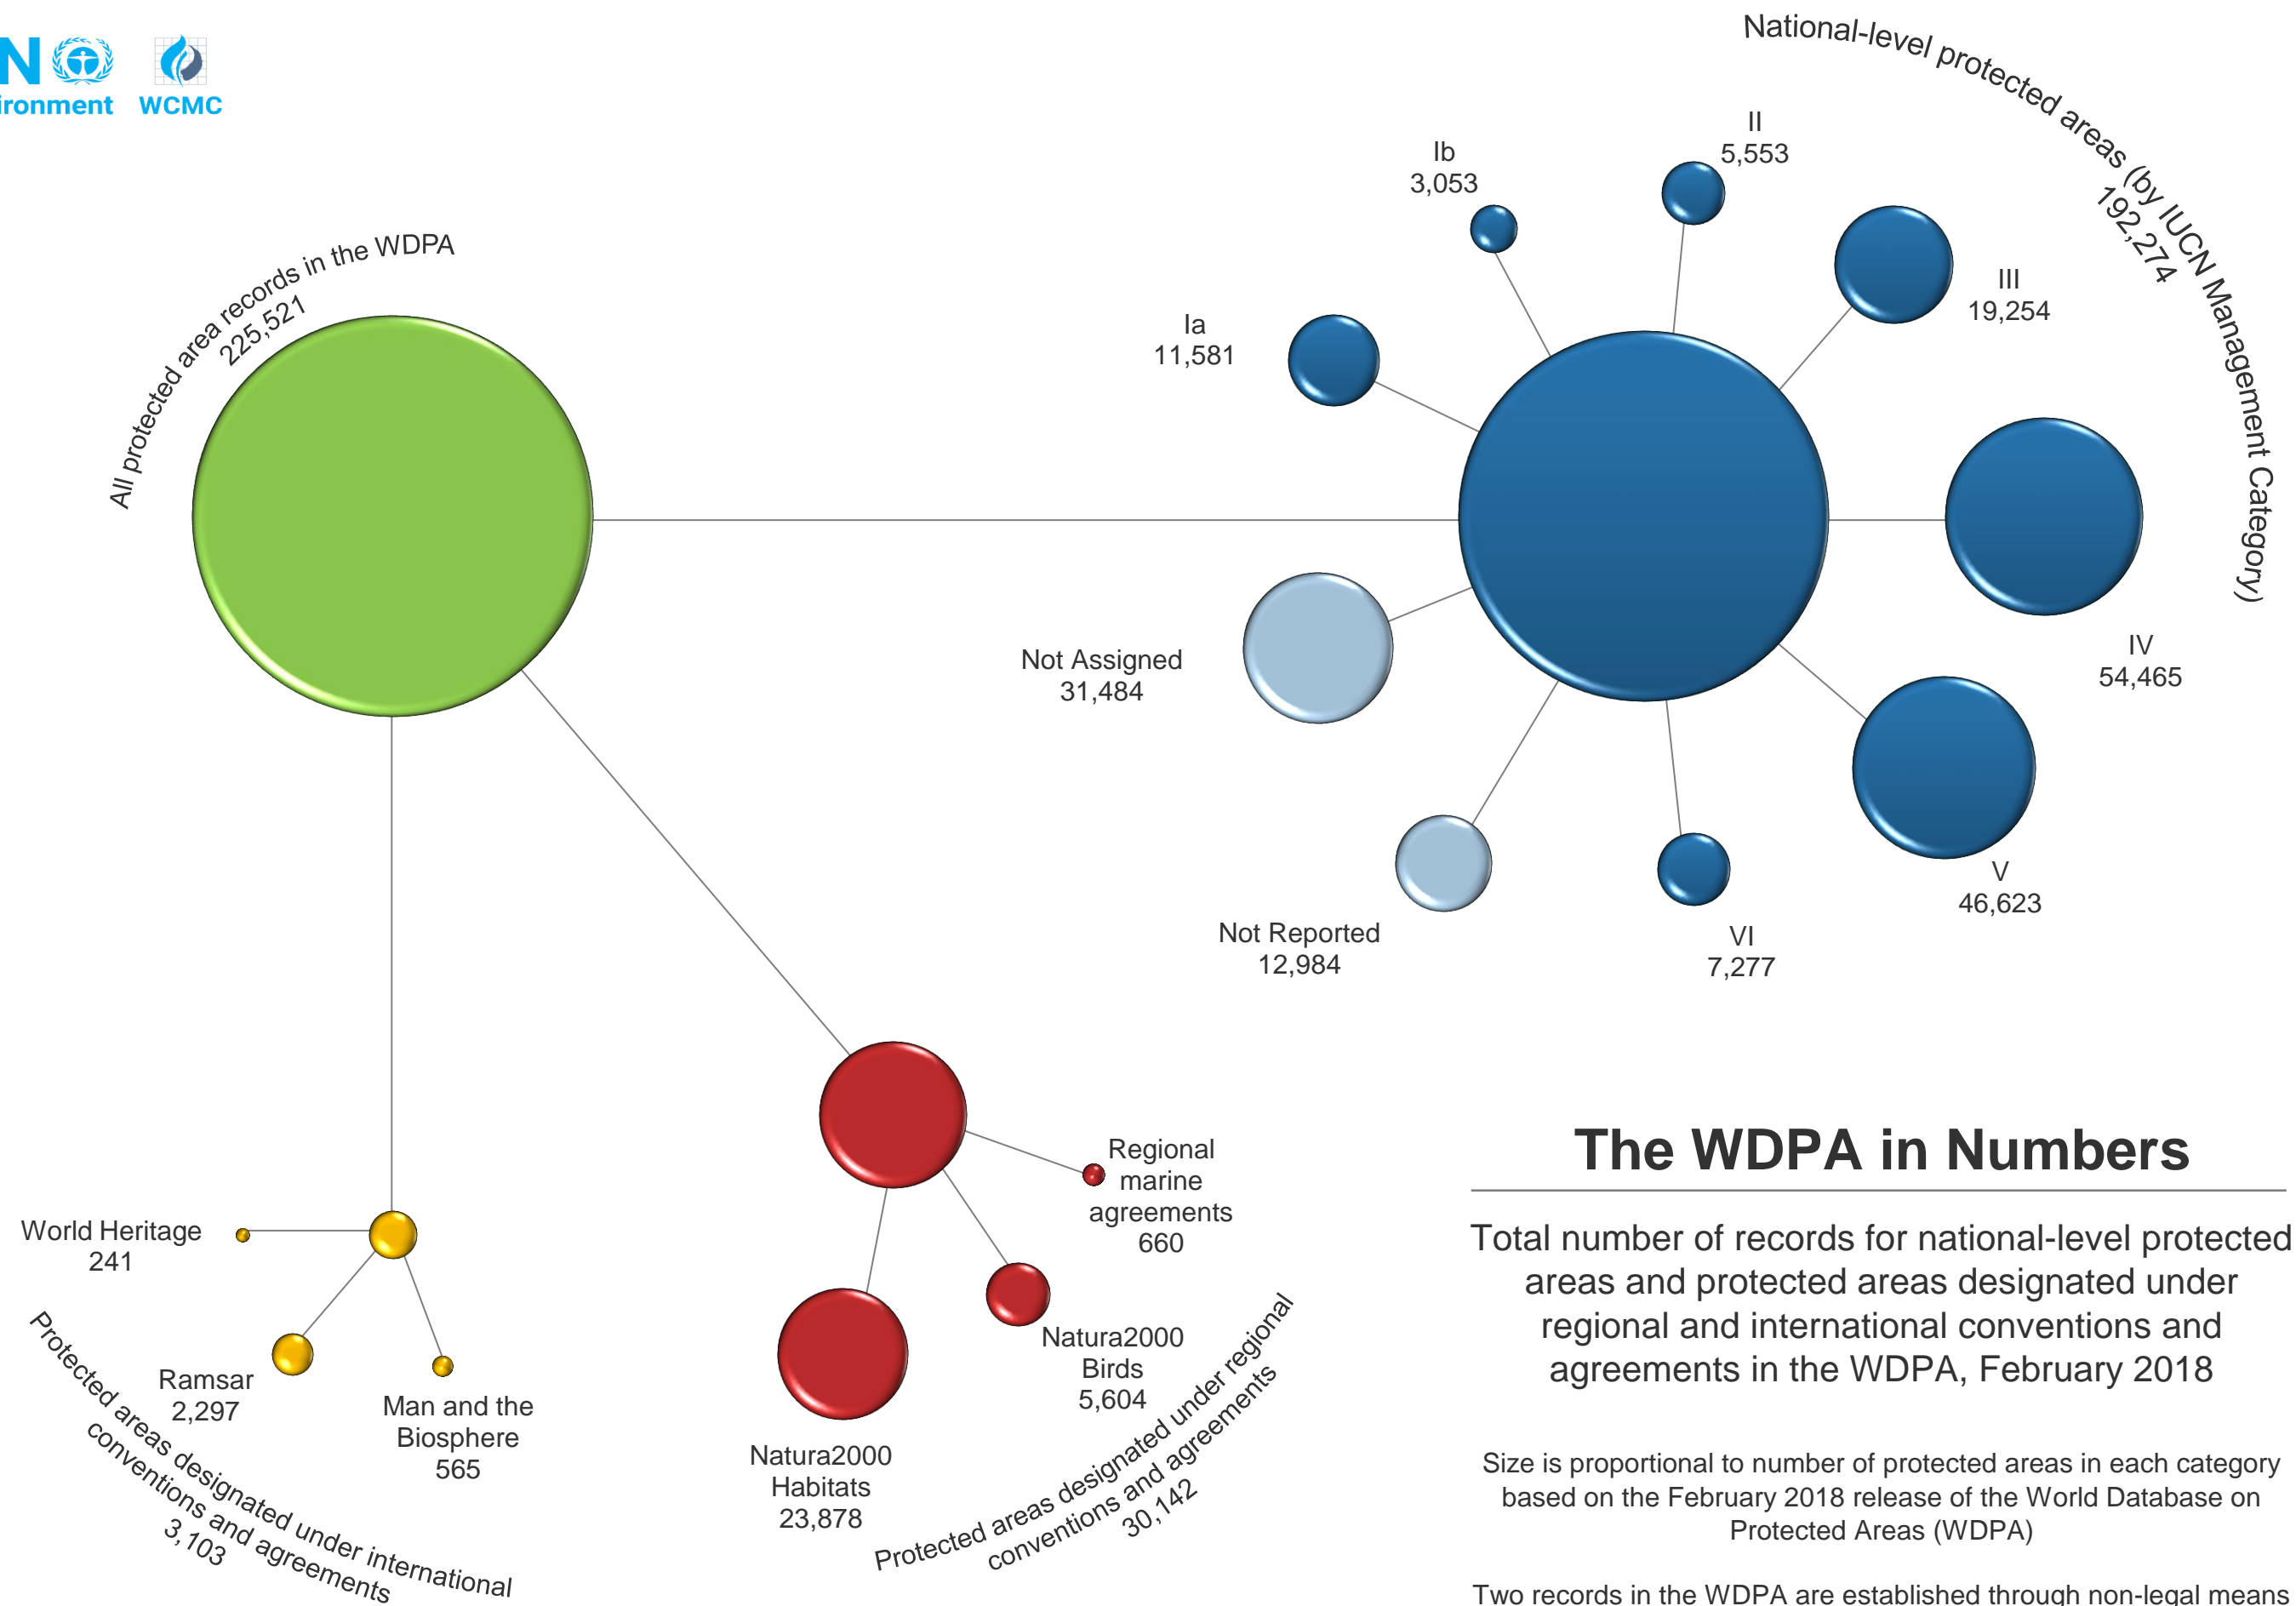 N
ironment
WCMC
All protected area records in the WDPA
225,521
National-level protected areas (by IUCN Management Category)
192,274
Ia
11,581
Ib
3,053
II
5,553
III
19,254
IV
54,465
V
46,623
VI
7,277
Not Reported
12,984
Not Assigned
31,484
World Heritage
241
Ramsar
2,297
Man and the
Biosphere
565
Protected areas designated under international
conventions and agreements
3,103
Regional
marine
agreements
660
Natura2000
Birds
5,604
Natura2000
Habitats
23,878
Protected areas designated under regional
conventions and agreements
30,142
The WDPA in Numbers
Total number of records for national-level protected
areas and protected areas designated under
regional and international conventions and
agreements in the WDPA, February 2018
Size is proportional to number of protected areas in each category
based on the February 2018 release of the World Database on
Protected Areas (WDPA)
Two records in the WDPA are established through non-legal means